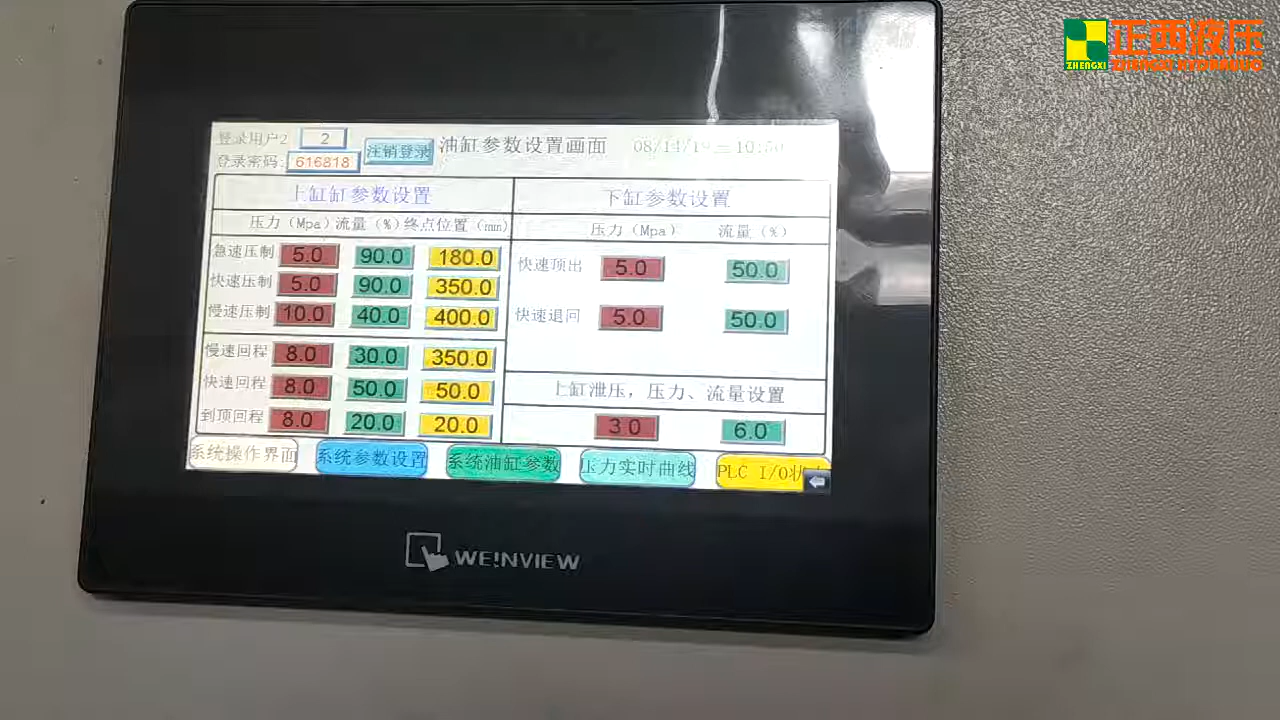 正西液压
ZHENGXI
ZHENGXI HYDRAULIC
登录用户2 2
登录密码: 616818
注销登录
油缸参数设置画面
上缸缸参数设置
下缸参数设置
压力（Mpa）流量（%）终点位置（mm）
压力（Mpa） 流量（%）
急速压制 5.0 90.0 180.0
快速压制 5.0 90.0 350.0
慢速压制 10.0 40.0 400.0
快速顶出 5.0 50.0
快速退回 5.0 50.0
慢速回程 8.0 30.0 350.0
快速回程 8.0 50.0 50.0
到顶回程 8.0 20.0 20.0
上缸泄压，压力、流量设置
3.0 6.0
系统操作界面 系统参数设置 系统油缸参数 压力实时曲线 PLC I/O状
WE!NVIEW